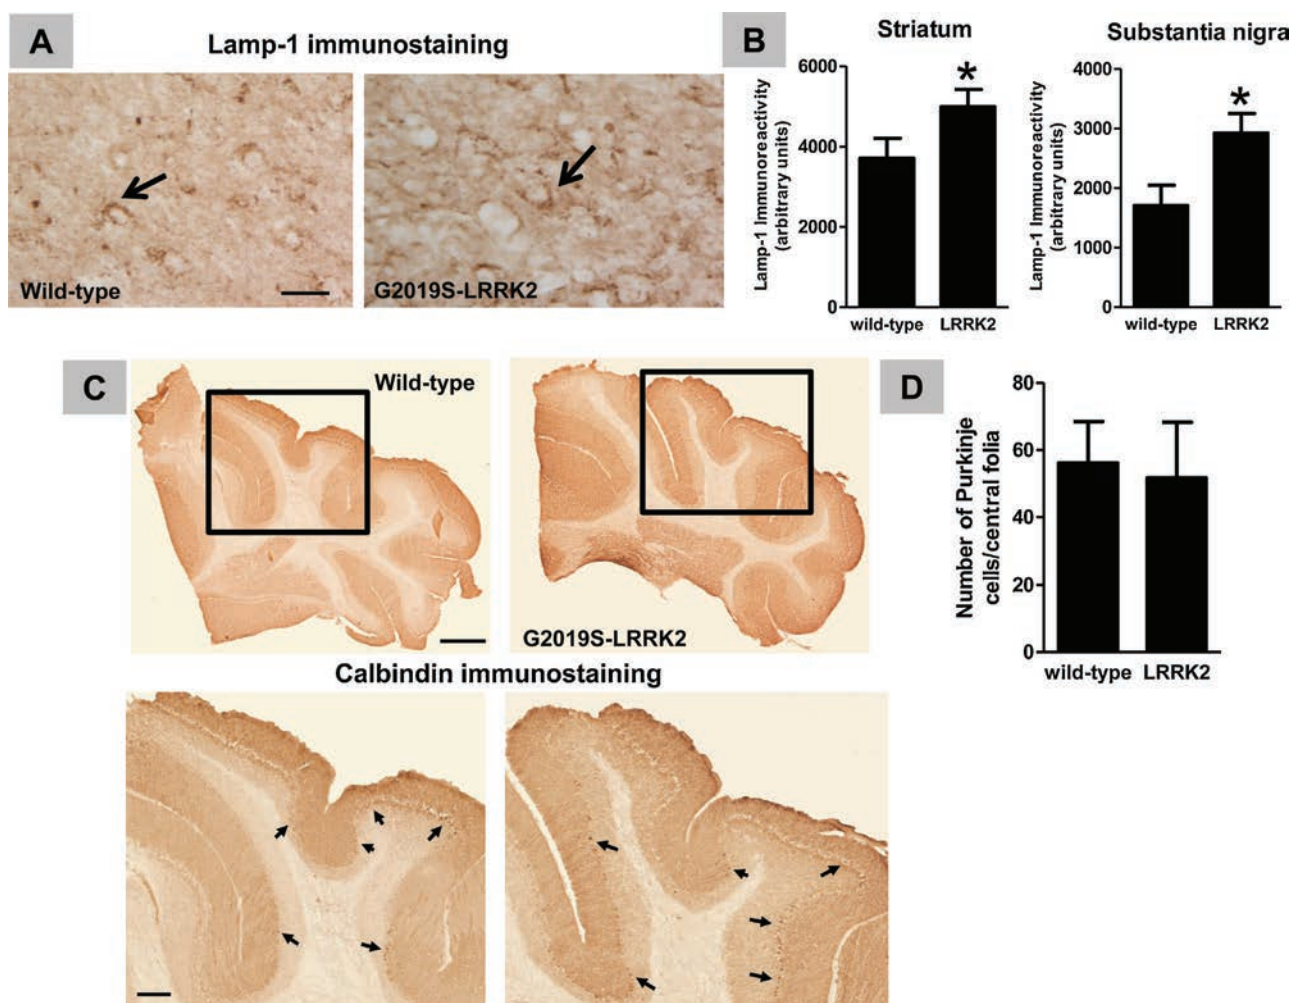 A
Lamp-1 immunostaining
Wild-type
G2019S-LRRK2
B
Striatum
Lamp-1 Immunoreactivity
(arbitrary units)
6000
4000
2000
0
*
wild-type LRRK2
Substantia nigra
Lamp-1 Immunoreactivity
(arbitrary units)
4000
3000
2000
1000
0
*
wild-type LRRK2
C
Wild-type
G2019S-LRRK2
Calbindin immunostaining
D
Number of Purkinje
cells/central folia
80
60
40
20
0
wild-type LRRK2